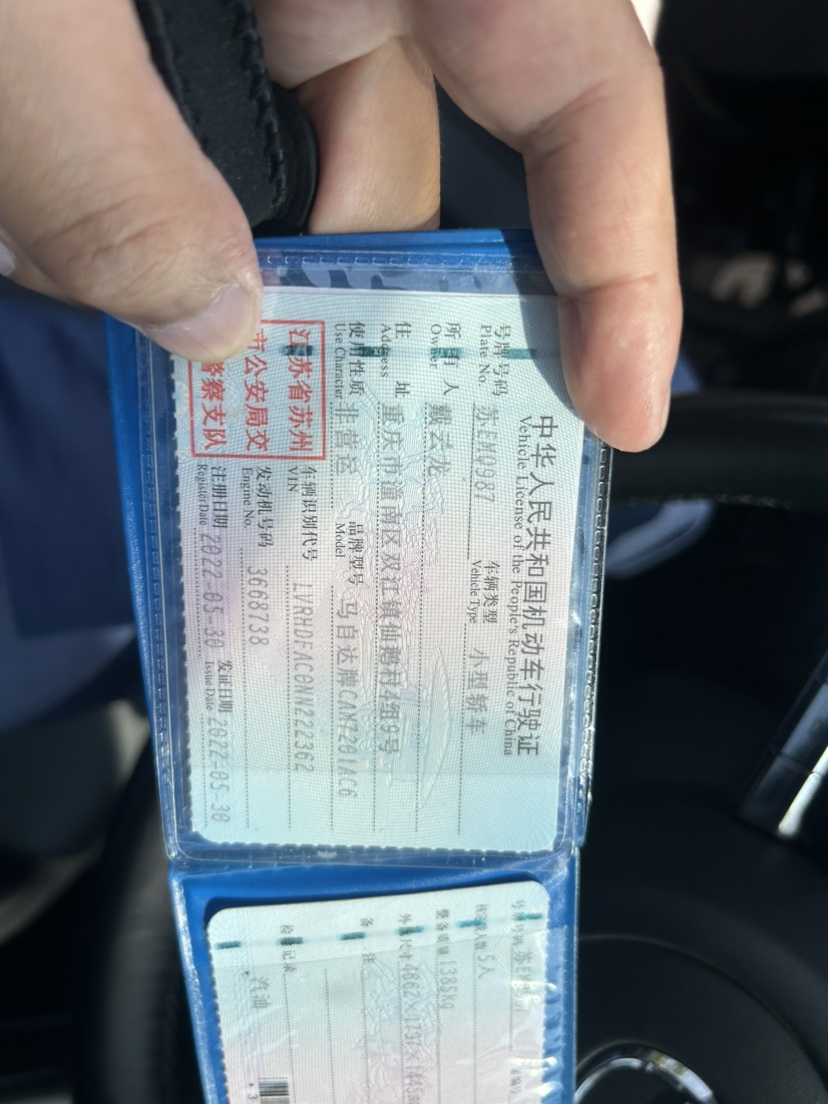 中华人民共和国机动车行驶证
Vehicle License of the People's Republic of China
号牌号码 苏EM0987 车辆类型 小型轿车
Plate No. Vehicle Type
所有人 戴云龙
Owner
住址 重庆市潼南区双江镇仙鹅村4组9号
Address
使用性质 非营运 品牌型号 马自达牌CAM7201AC6
Use Character Model
江苏省苏州
市公安局交
警察支队
车辆识别代号 LVRHDFAC0NN222362
VIN
发动机号码 3668738
Engine No.
注册日期 2022-05-30 发证日期 2022-05-30
Register Date Issue Date
号牌号码
5人
整备质量 1385kg
外廓尺寸
备注
检验记录
汽油